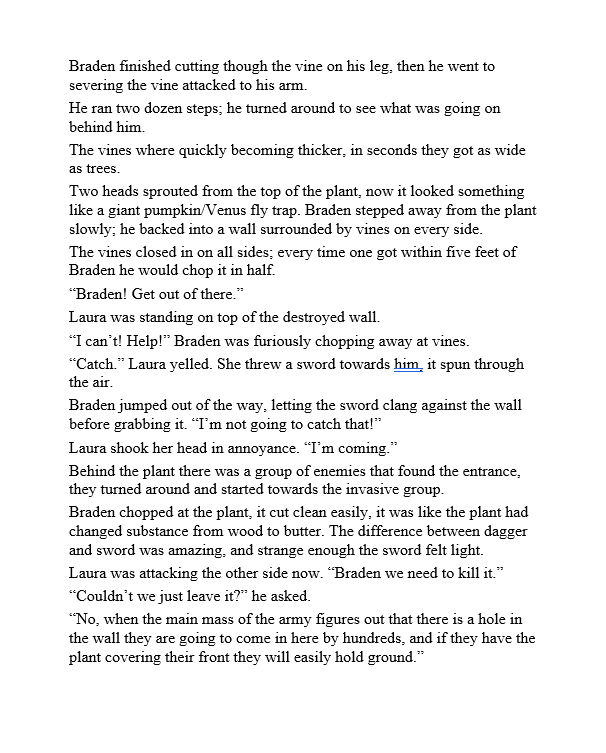 Braden finished cutting though the vine on his leg, then he went to
severing the vine attacked to his arm.
He ran two dozen steps; he turned around to see what was going on
behind him.
The vines where quickly becoming thicker, in seconds they got as wide
as trees.
Two heads sprouted from the top of the plant, now it looked something
like a giant pumpkin/Venus fly trap. Braden stepped away from the plant
slowly; he backed into a wall surrounded by vines on every side.
The vines closed in on all sides; every time one got within five feet of
Braden he would chop it in half.
“Braden! Get out of there.”
Laura was standing on top of the destroyed wall.
“I can’t! Help!” Braden was furiously chopping away at vines.
“Catch.” Laura yelled. She threw a sword towards him, it spun through
the air.
Braden jumped out of the way, letting the sword clang against the wall
before grabbing it. “I’m not going to catch that!”
Laura shook her head in annoyance. “I’m coming.”
Behind the plant there was a group of enemies that found the entrance,
they turned around and started towards the invasive group.
Braden chopped at the plant, it cut clean easily, it was like the plant had
changed substance from wood to butter. The difference between dagger
and sword was amazing, and strange enough the sword felt light.
Laura was attacking the other side now. “Braden we need to kill it.”
“Couldn’t we just leave it?” he asked.
“No, when the main mass of the army figures out that there is a hole in
the wall they are going to come in here by hundreds, and if they have the
plant covering their front they will easily hold ground.”